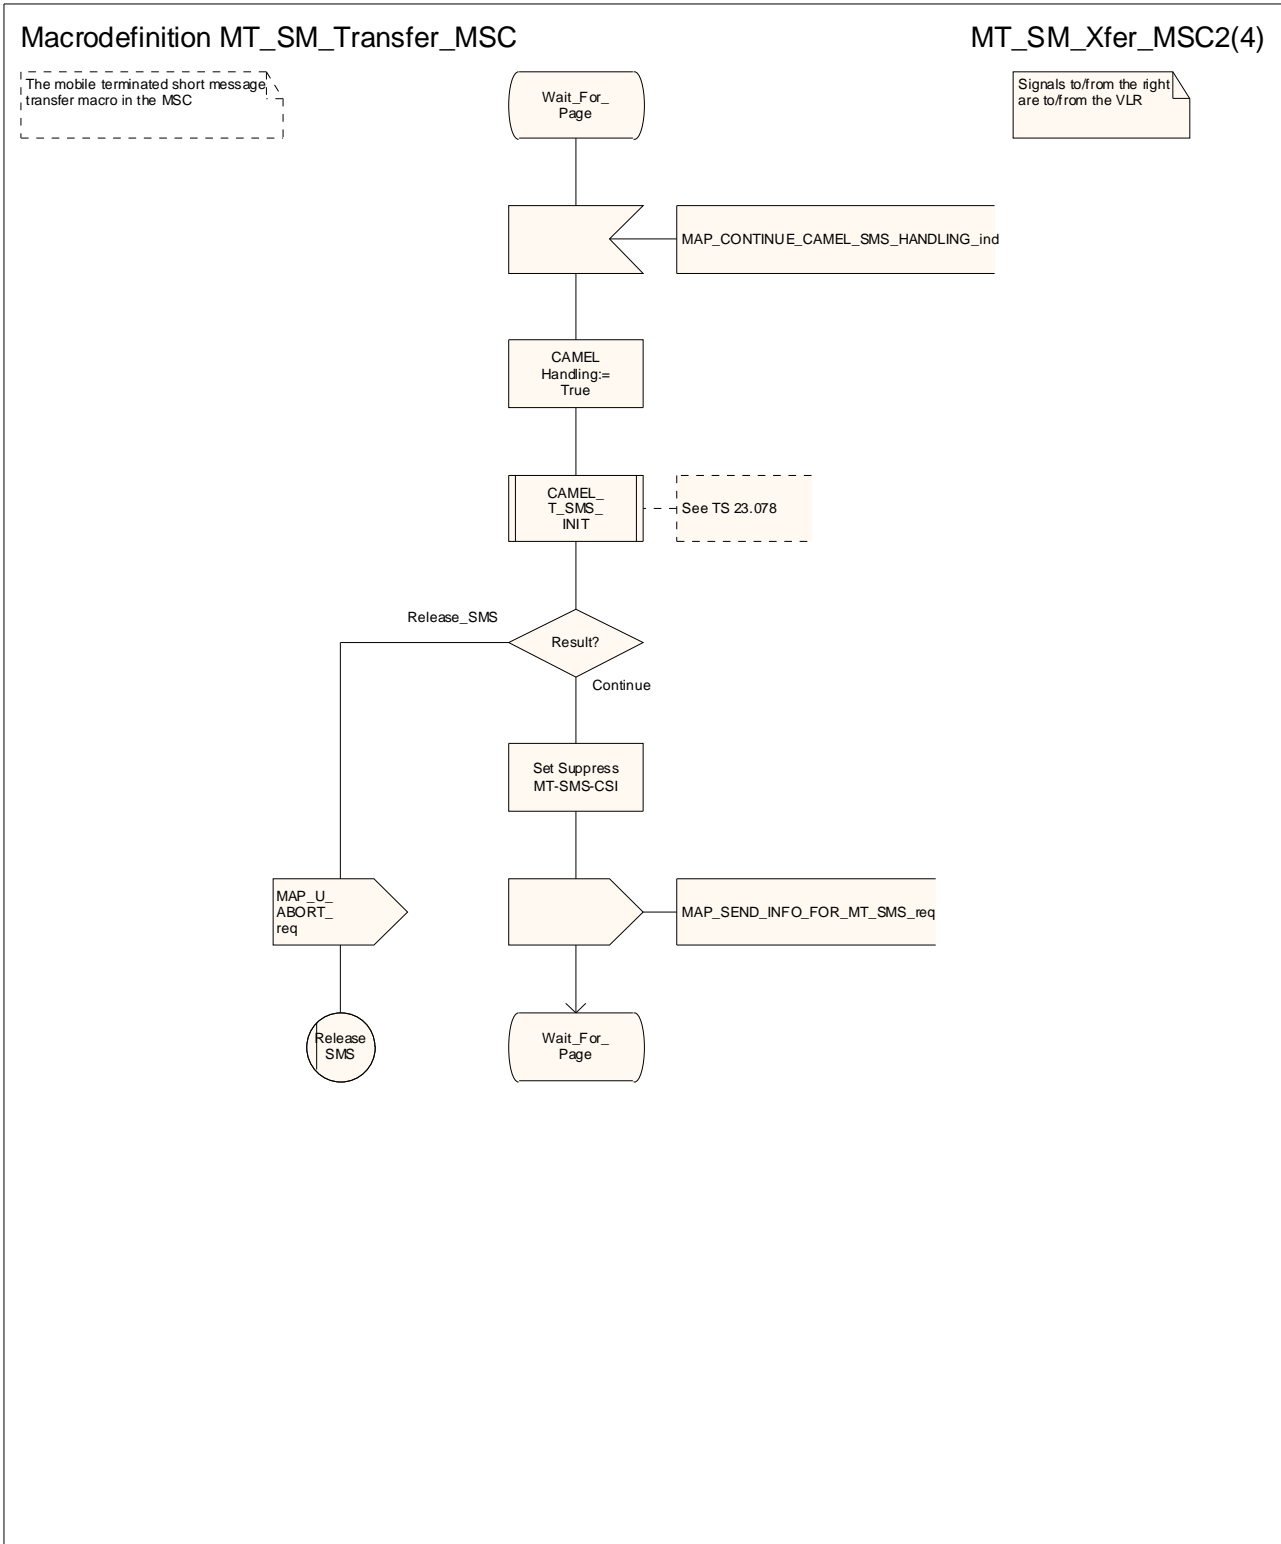 Macrodefinition MT_SM_Transfer_MSC
MT_SM_Xfer_MSC2(4)
The mobile terminated short message
transfer macro in the MSC
Wait_For_
Page
Signals to/from the right
are to/from the VLR
MAP_CONTINUE_CAMEL_SMS_HANDLING_ind
CAMEL
Handling:=
True
CAMEL_
T_SMS_
INIT
See TS 23.078
Release_SMS
Result?
Continue
Set Suppress
MT-SMS-CSI
MAP_U_
ABORT_
req
MAP_SEND_INFO_FOR_MT_SMS_req
Release
SMS
Wait_For_
Page